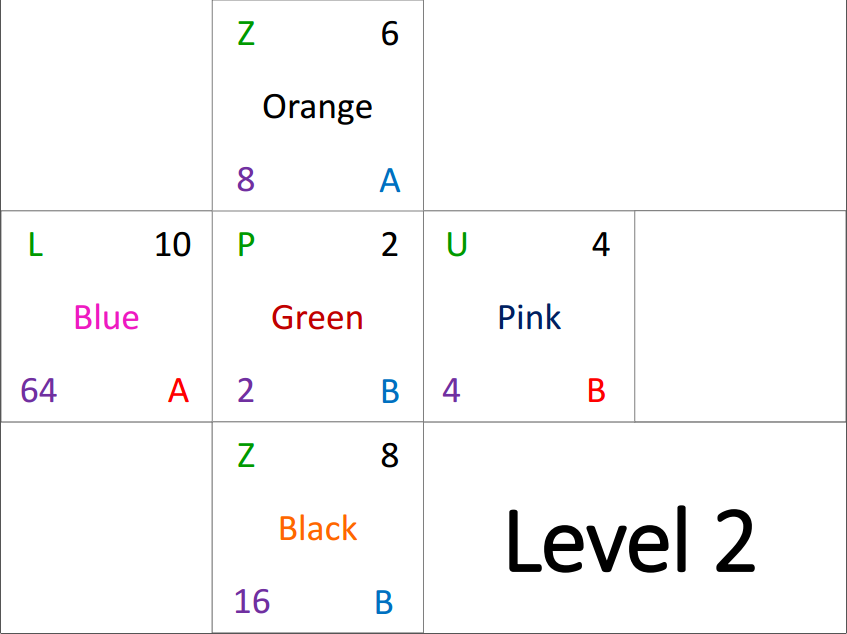 Z 6
Orange
8 A
L 10 P 2 U 4
Blue Green Pink
64 A 2 B 4 B
Z 8
Black
16 B
Level 2